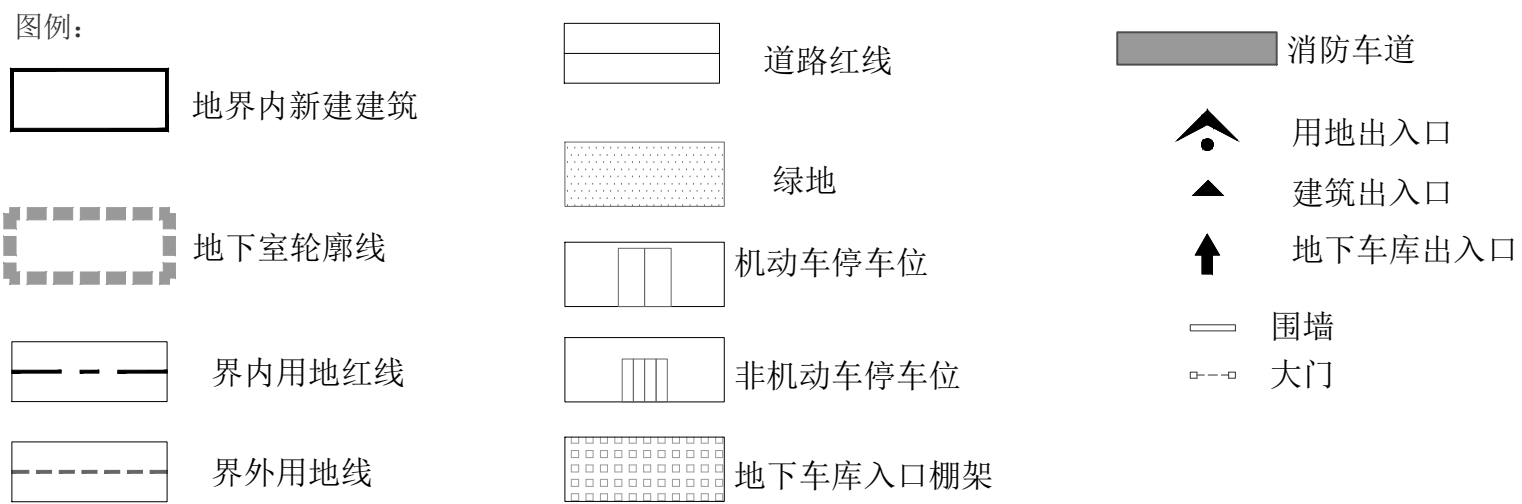 图例：
地界内新建建筑
地下室轮廓线
界内用地红线
界外用地线
道路红线
绿地
机动车停车位
非机动车停车位
地下车库入口棚架
消防车道
用地出入口
建筑出入口
地下车库出入口
围墙
大门